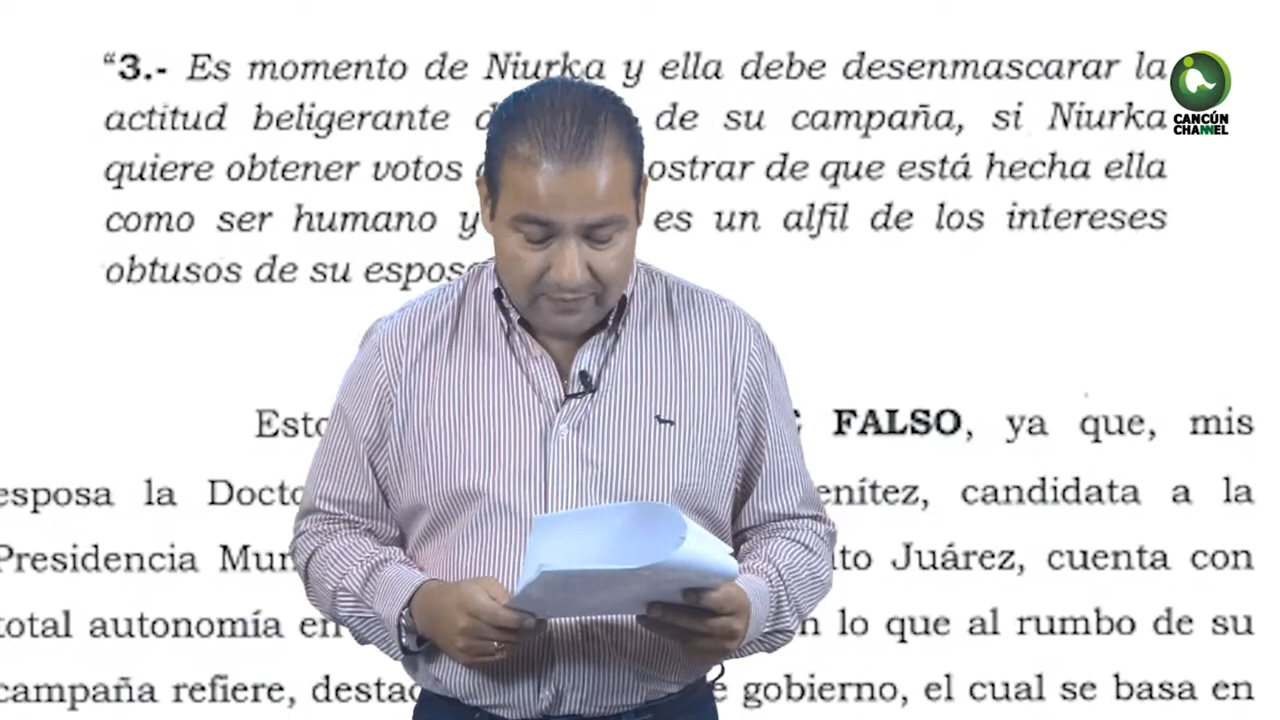 “3.- Es momento de Niurka y ella debe desenmascarar la
actitud beligerante de su campaña, si Niurka
quiere obtener votos ostrar de que está hecha ella
como ser humano y es un alfil de los intereses
obtusos de su espos
CANCÚN
CHANNEL
Esto FALSO, ya que, mis
esposa la Docto enítez, candidata a la
Presidencia Mun ito Juárez, cuenta con
total autonomía en n lo que al rumbo de su
campaña refiere, destac e gobierno, el cual se basa en